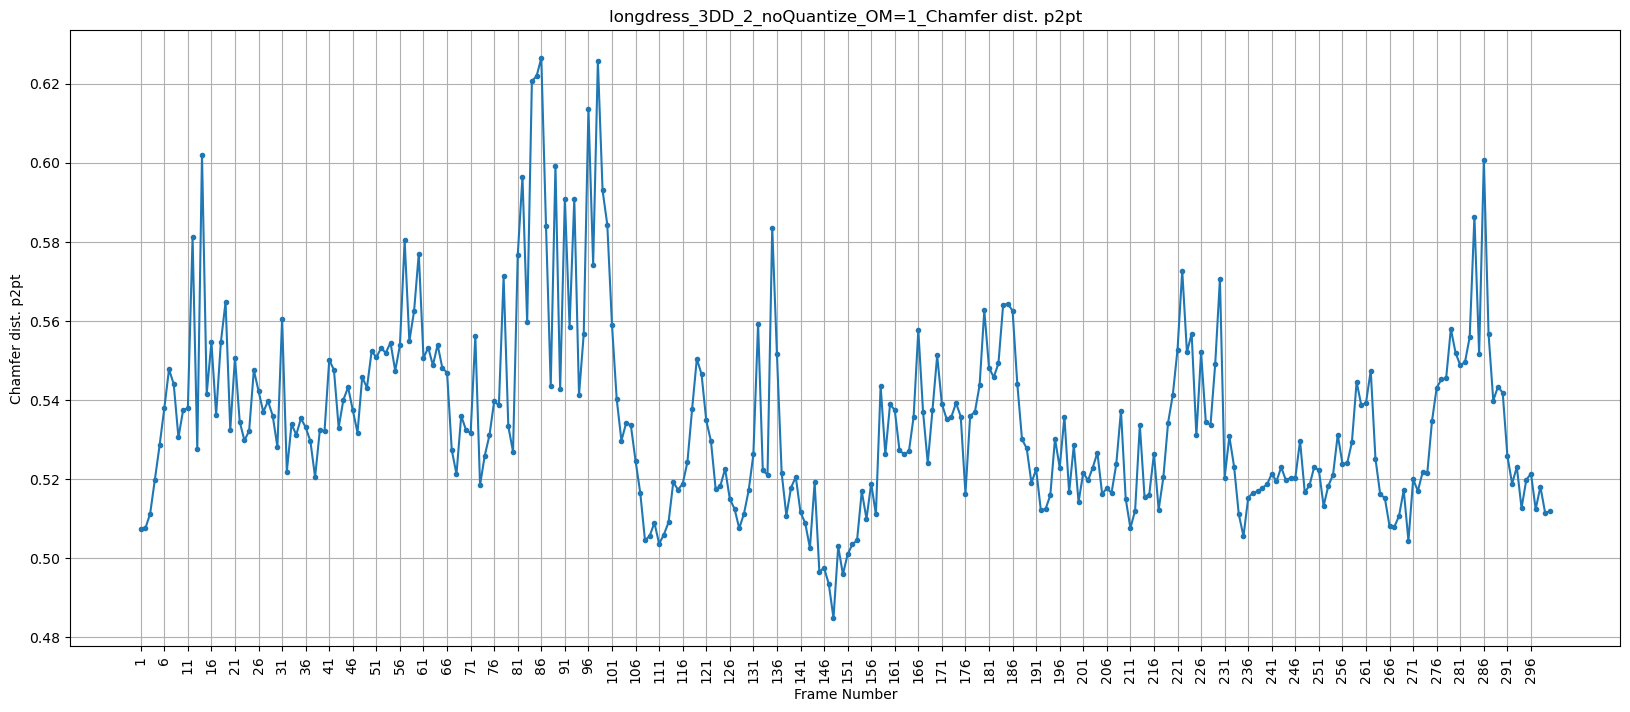 longdress_3DD_2_noQuantize_OM=1_Chamfer dist. p2pt
Chamfer dist. p2pt
0.62
0.60
0.58
0.56
0.54
0.52
0.50
0.48
1 6 11 16 21 26 31 36 41 46 51 56 61 66 71 76 81 86 91 96 101 106 111 116 121 126 131 136 141 146 151 156 161 166 171 176 181 186 191 196 201 206 211 216 221 226 231 236 241 246 251 256 261 266 271 276 281 286 291 296
Frame Number